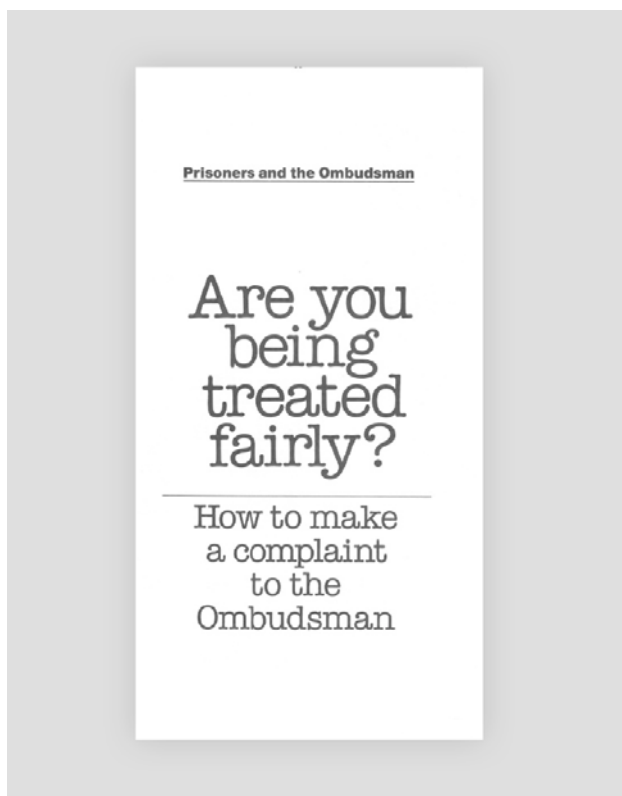 Prisoners and the Ombudsman
Are you
being
treated
fairly?
How to make
a complaint
to the
Ombudsman